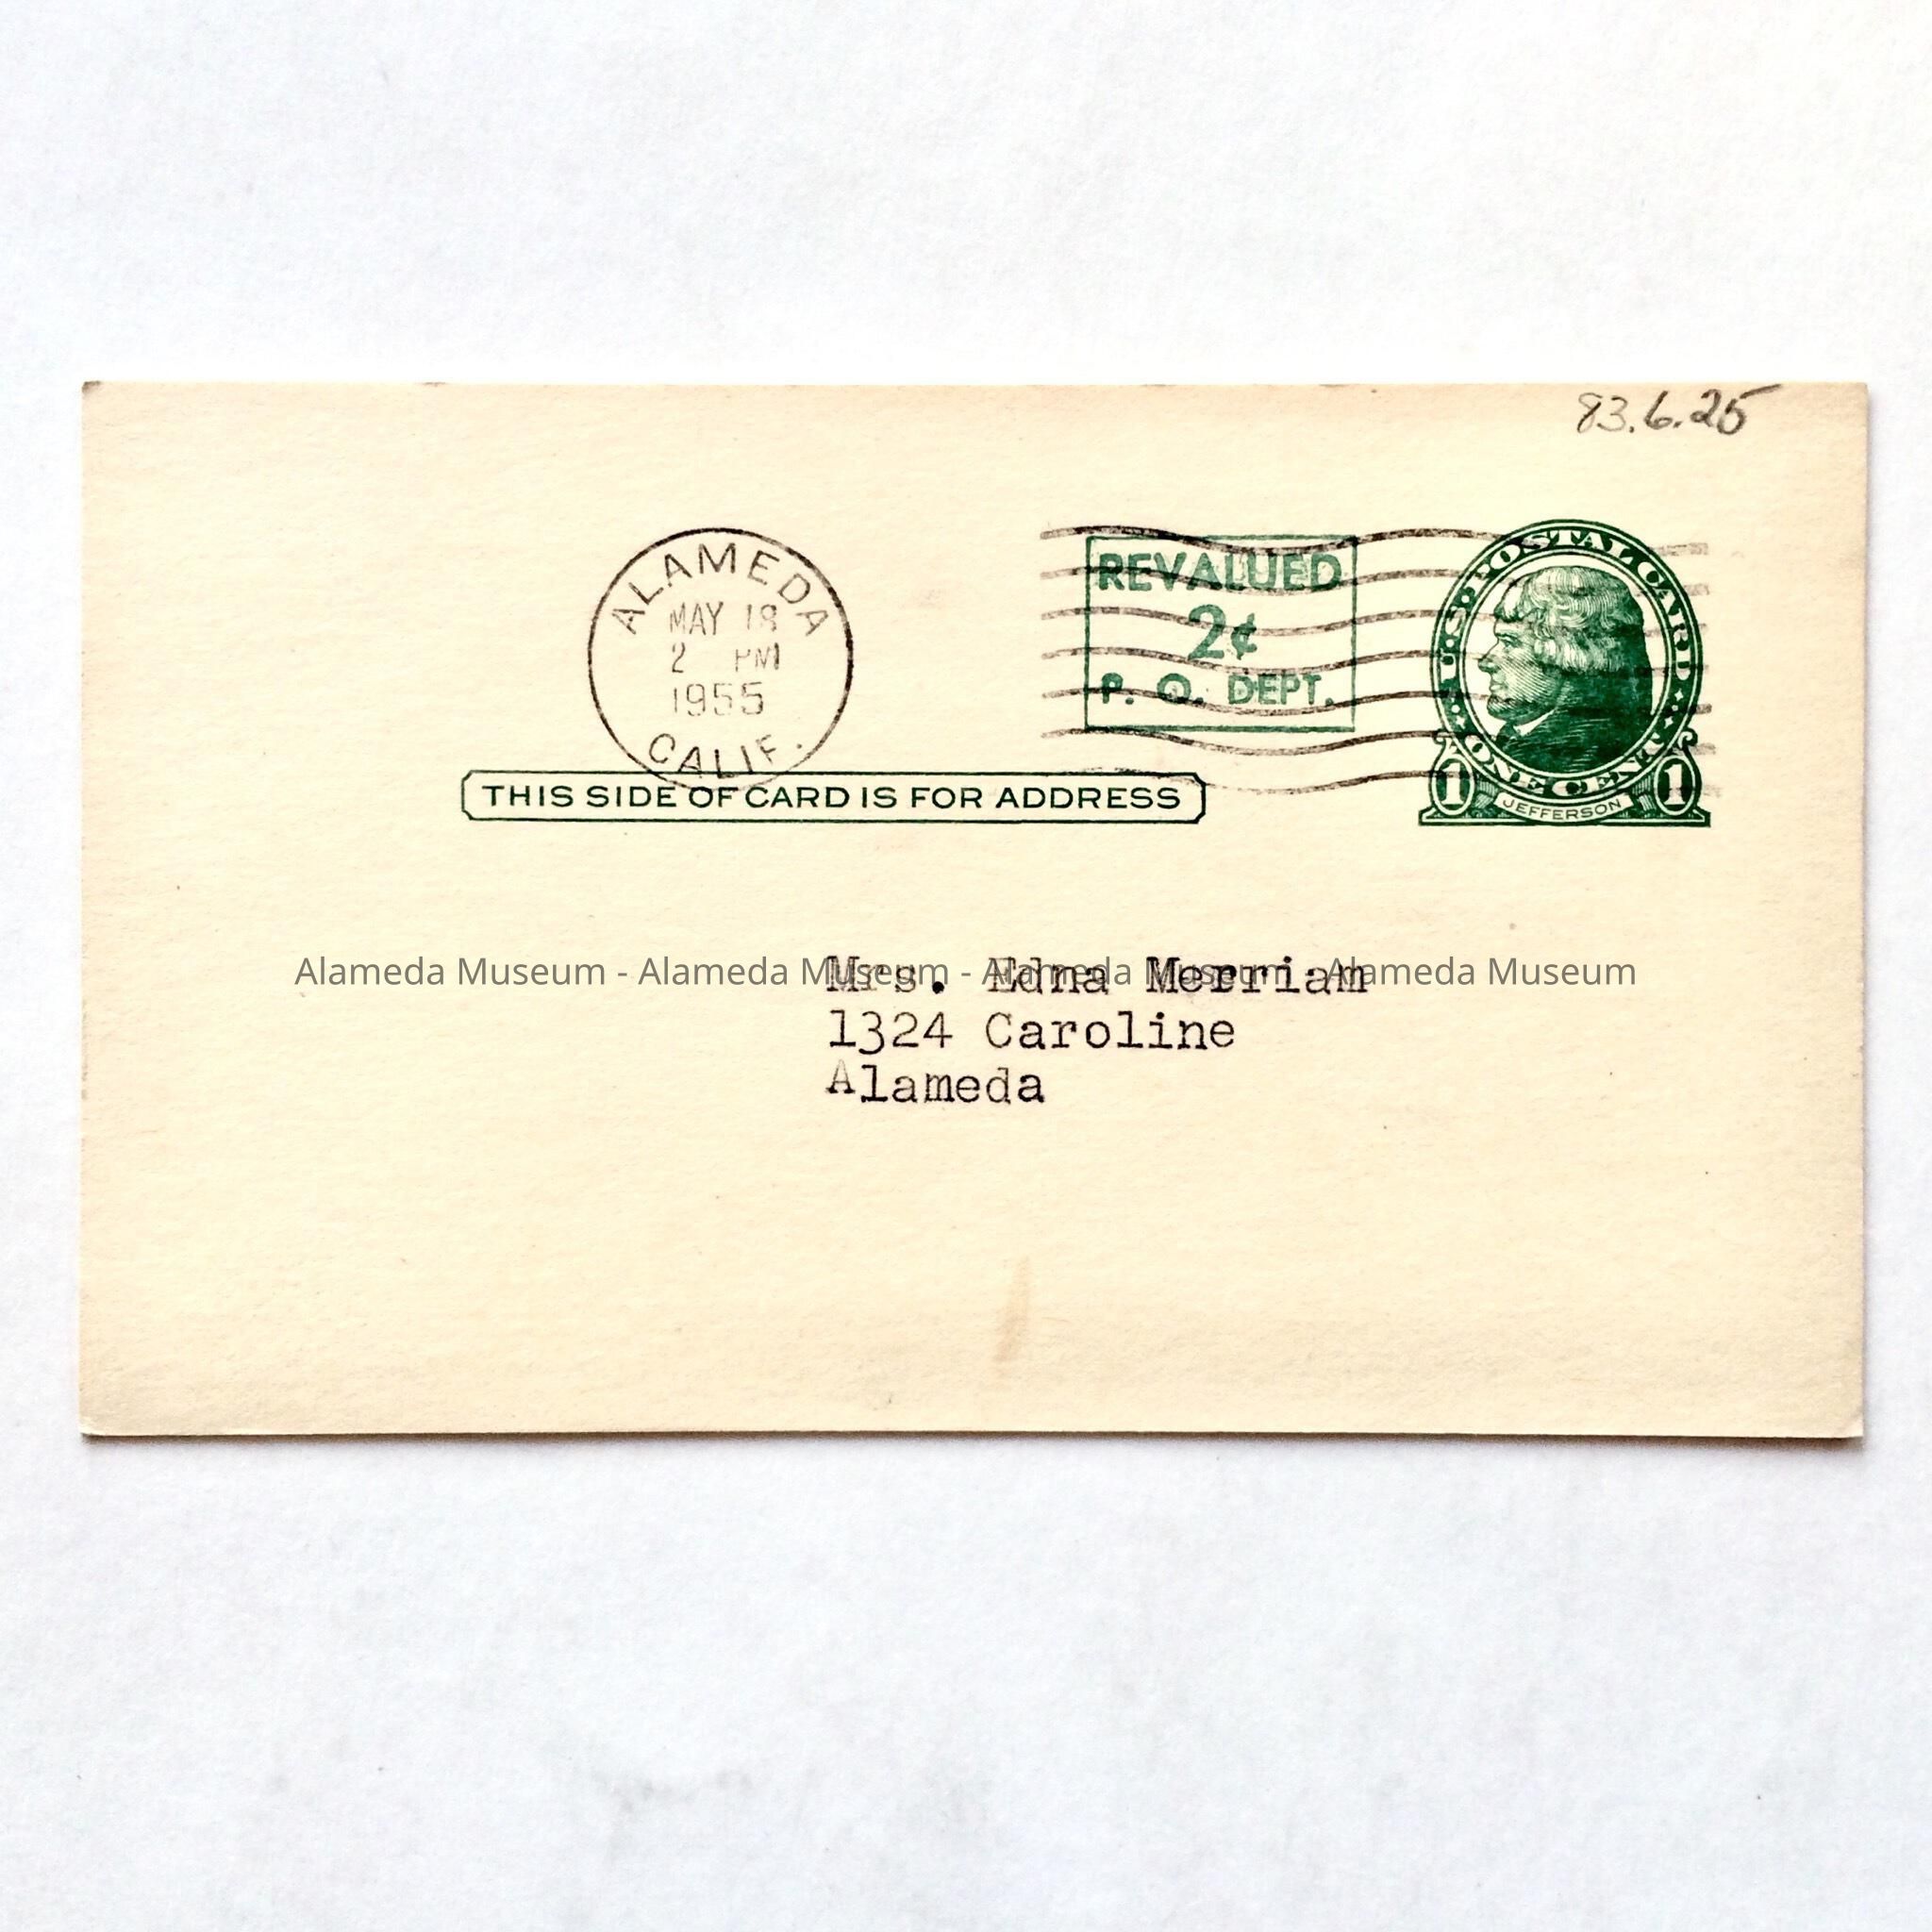 83.6.25
ALAMEDA
MAY 18
2 PM
1955
CALIF.
REVALUED
2¢
P. O. DEPT.
U.S. POSTAL CARD
ONE CENT
1 JEFFERSON 1
THIS SIDE OF CARD IS FOR ADDRESS
Mrs. Edna Merriam
1324 Caroline
Alameda
Alameda Museum - Alameda Museum - Alameda Museum - Alameda Museum